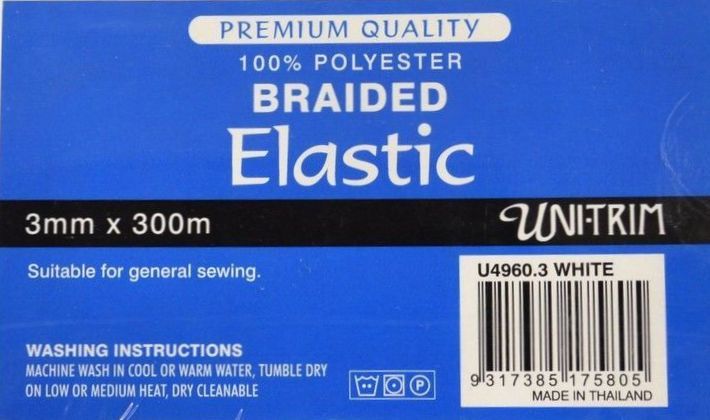 PREMIUM QUALITY
100% POLYESTER
BRAIDED
Elastic
3mm x 300m
UNI-TRIM
Suitable for general sewing.
U4960.3 WHITE
9 317385 175805
MADE IN THAILAND
WASHING INSTRUCTIONS
MACHINE WASH IN COOL OR WARM WATER, TUMBLE DRY
ON LOW OR MEDIUM HEAT, DRY CLEANABLE
P